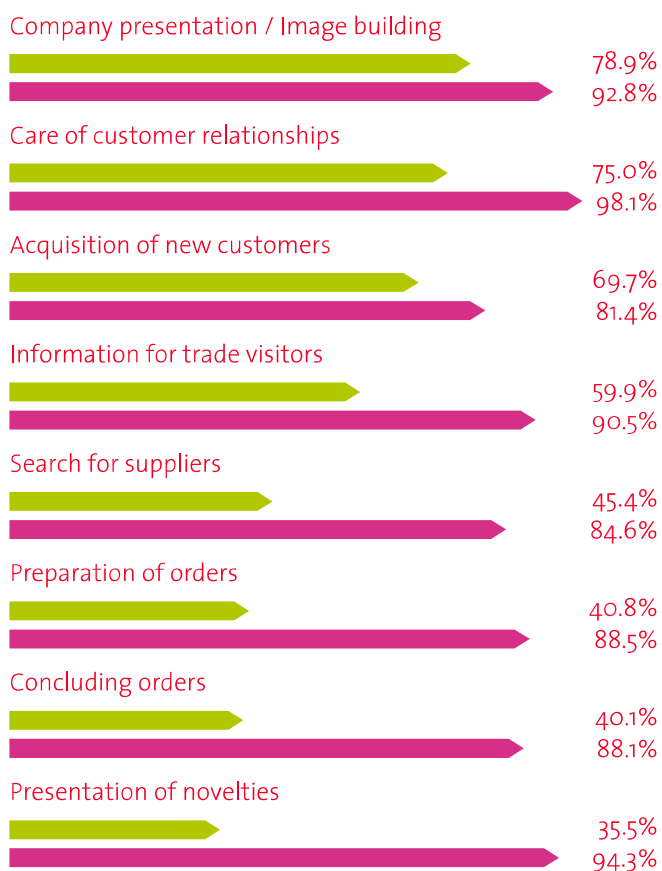 Company presentation / Image building
78.9%
92.8%
Care of customer relationships
75.0%
98.1%
Acquisition of new customers
69.7%
81.4%
Information for trade visitors
59.9%
90.5%
Search for suppliers
45.4%
84.6%
Preparation of orders
40.8%
88.5%
Concluding orders
40.1%
88.1%
Presentation of novelties
35.5%
94.3%